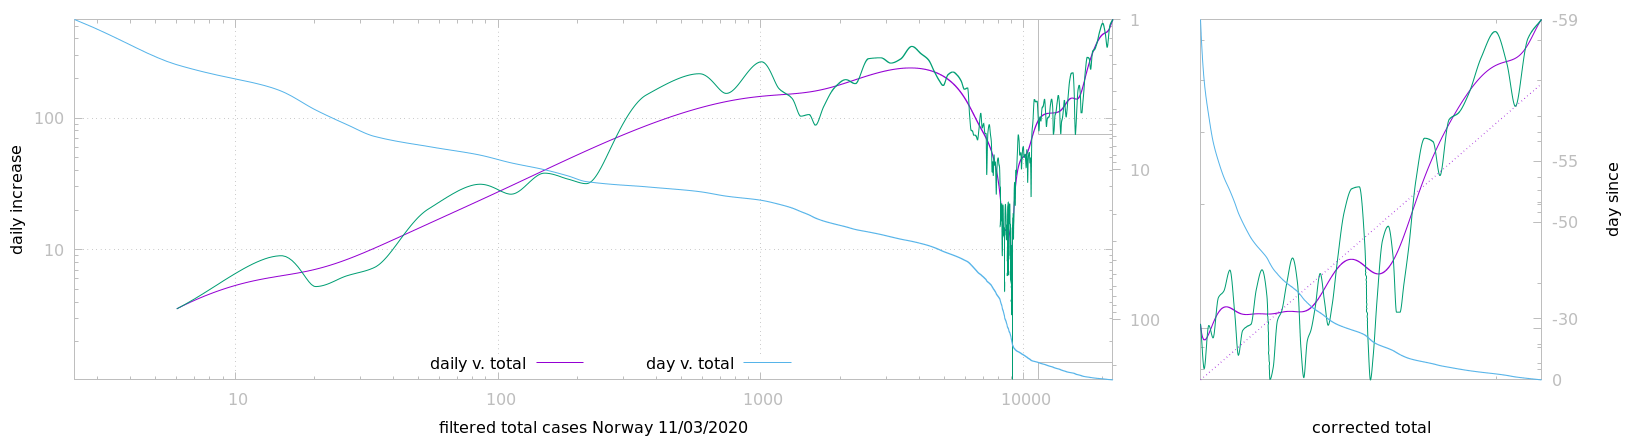 daily increase
100
10
1
10
100
10
100
1000
10000
daily v. total
day v. total
filtered total cases Norway 11/03/2020
-59
-55
-50
-30
0
day since
corrected total